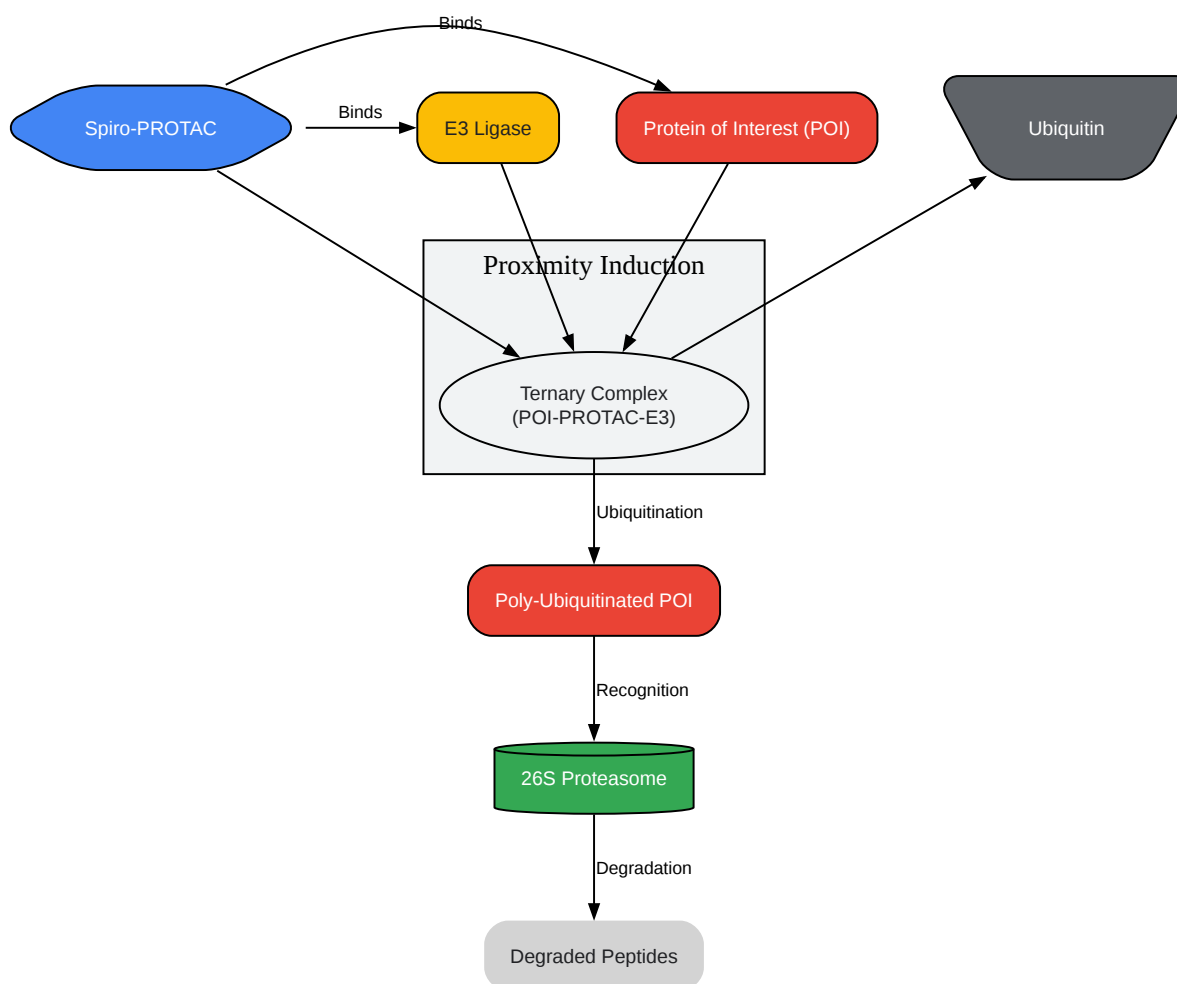 Binds
Spiro-PROTAC
Binds
E3 Ligase
Protein of Interest (POI)
Ubiquitin
Proximity Induction
Ternary Complex
(POI-PROTAC-E3)
Ubiquitination
Poly-Ubiquitinated POI
Recognition
26S Proteasome
Degradation
Degraded Peptides